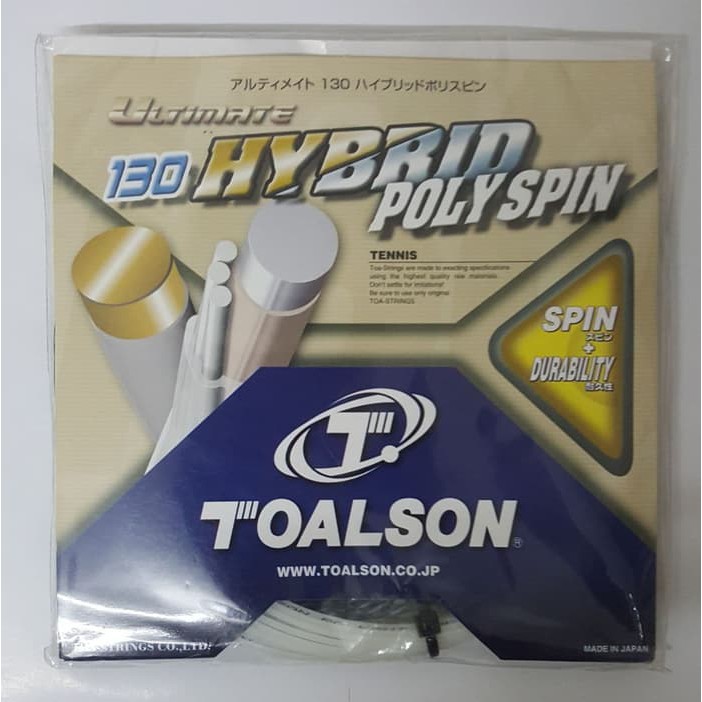 アルティメイト 130 ハイブリッドポリスピン
ULTIMATE
130 HYBRID
POLYSPIN
TENNIS
Toa-Strings are made to exacting specifications
using the highest quality raw materials.
Don't settle for imitations!
Be sure to use only original
TOA-STRINGS
SPIN
スピン
+
DURABILITY
耐久性
TOALSON®
WWW.TOALSON.CO.JP
STRINGS CO.,LTD.
MADE IN JAPAN